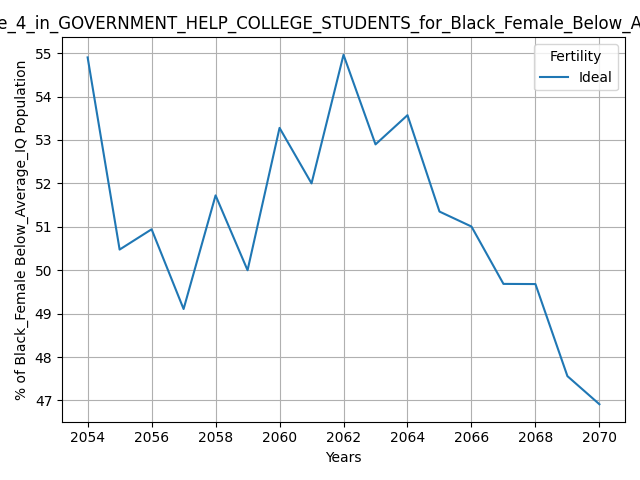 e_4_in_GOVERNMENT_HELP_COLLEGE_STUDENTS_for_Black_Female_Below_A
Fertility
Ideal
% of Black_Female Below_Average_IQ Population
55
54
53
52
51
50
49
48
47
2054 2056 2058 2060 2062 2064 2066 2068 2070
Years